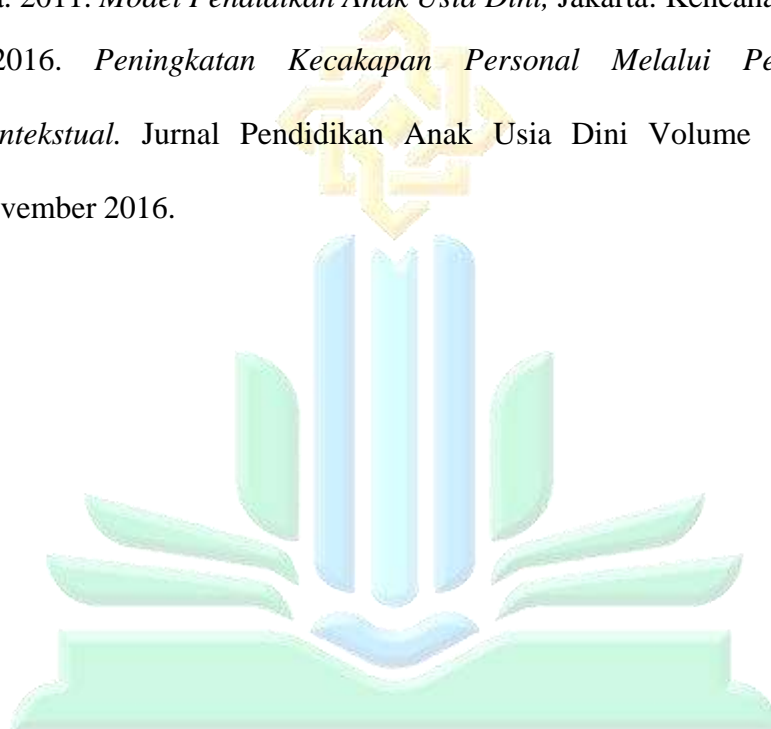 2011. Model Pendidikan Anak Usia Dini, Jakarta: Kencana
2016. Peningkatan Kecakapan Personal Melalui Pe
ntekstual. Jurnal Pendidikan Anak Usia Dini Volume
vember 2016.